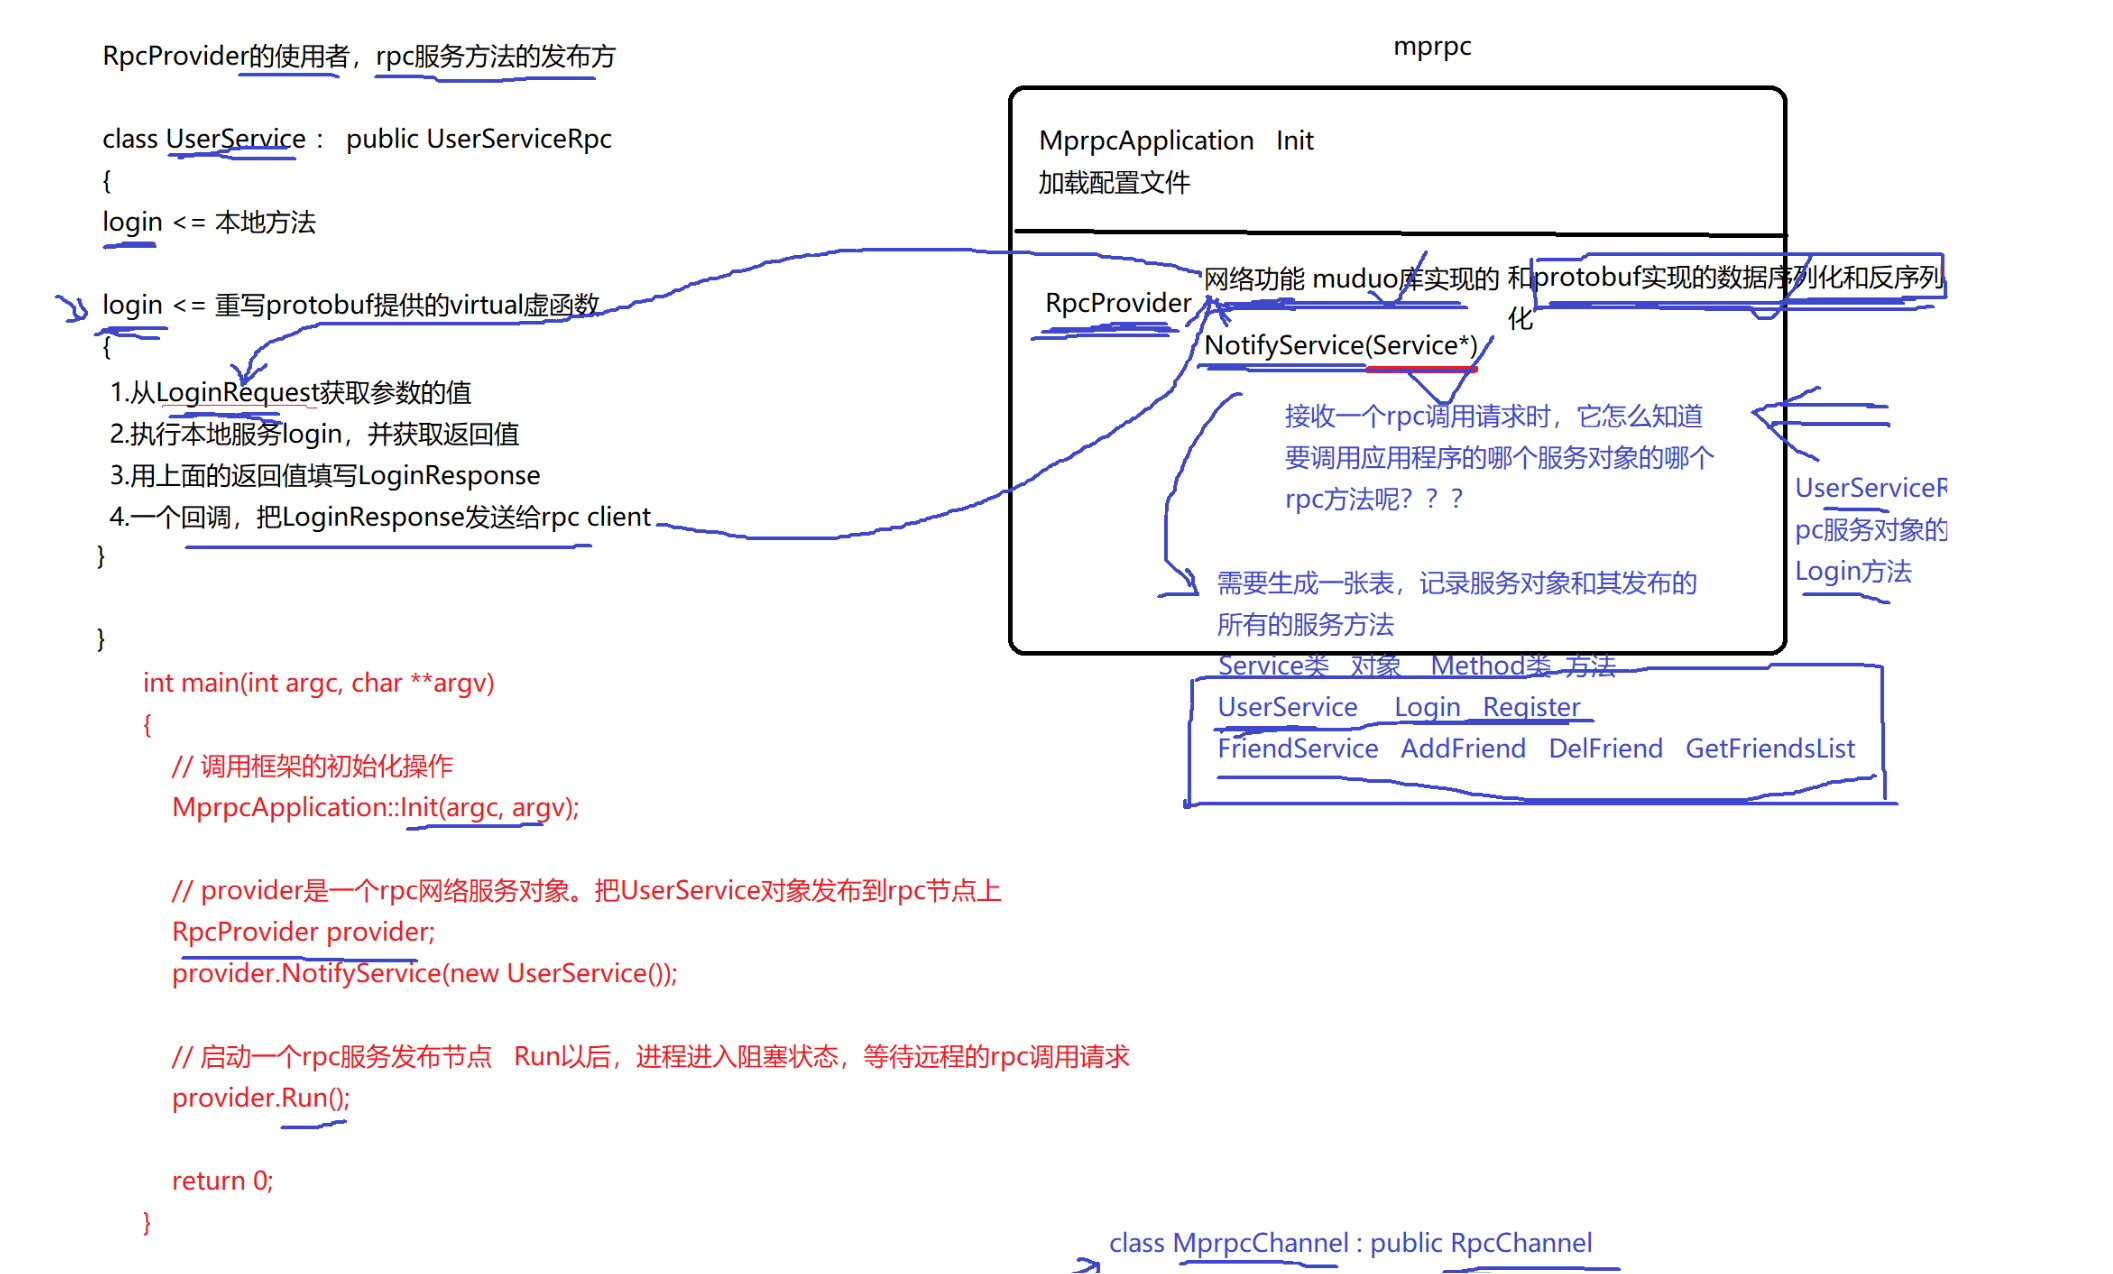 RpcProvider的使用者，rpc服务方法的发布方
class UserService： public UserServiceRpc
{
login <= 本地方法
login <= 重写protobuf提供的virtual虚函数
{
1.从LoginRequest获取参数的值
2.执行本地服务login，并获取返回值
3.用上面的返回值填写LoginResponse
4.一个回调，把LoginResponse发送给rpc client
}
}
int main(int argc, char **argv)
{
// 调用框架的初始化操作
MprpcApplication::Init(argc, argv);
// provider是一个rpc网络服务对象。把UserService对象发布到rpc节点上
RpcProvider provider;
provider.NotifyService(new UserService());
// 启动一个rpc服务发布节点 Run以后，进程进入阻塞状态，等待远程的rpc调用请求
provider.Run();
return 0;
}
mprpc
MprpcApplication Init
加载配置文件
RpcProvider
网络功能 muduo库实现的
和protobuf实现的数据序列化和反序列
化
NotifyService(Service*)
接收一个rpc调用请求时，它怎么知道
要调用应用程序的哪个服务对象的哪个
rpc方法呢？？？
需要生成一张表，记录服务对象和其发布的
所有的服务方法
Service类 对象 Method类 方法
UserService Login Register
FriendService AddFriend DelFriend GetFriendsList
UserServiceR
pc服务对象的
Login方法
class MprpcChannel : public RpcChannel